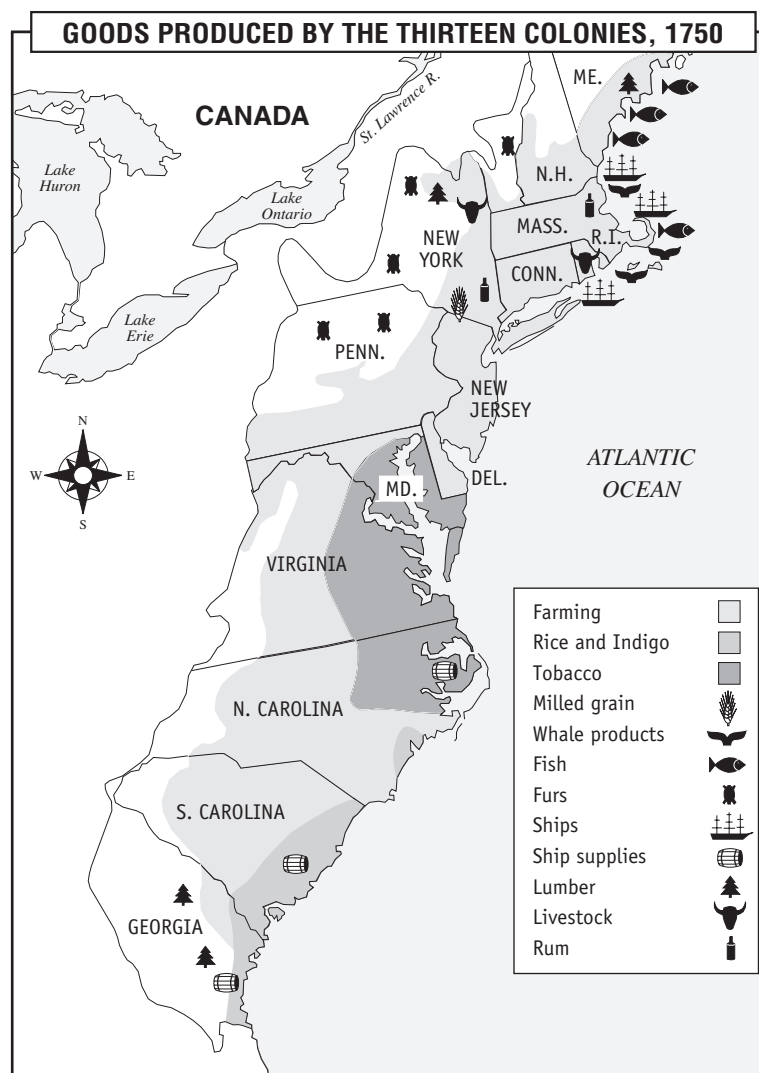 GOODS PRODUCED BY THE THIRTEEN COLONIES, 1750
ME.
CANADA
St. Lawrence R.
Lake
Huron
N.H.
Lake
Ontario
MASS.
R.I.
NEW
YORK
CONN.
Lake
Erie
PENN.
NEW
JERSEY
N
W
E
S
ATLANTIC
OCEAN
DEL.
MD.
VIRGINIA
N. CAROLINA
S. CAROLINA
GEORGIA
Farming
Rice and Indigo
Tobacco
Milled grain
Whale products
Fish
Furs
Ships
Ship supplies
Lumber
Livestock
Rum